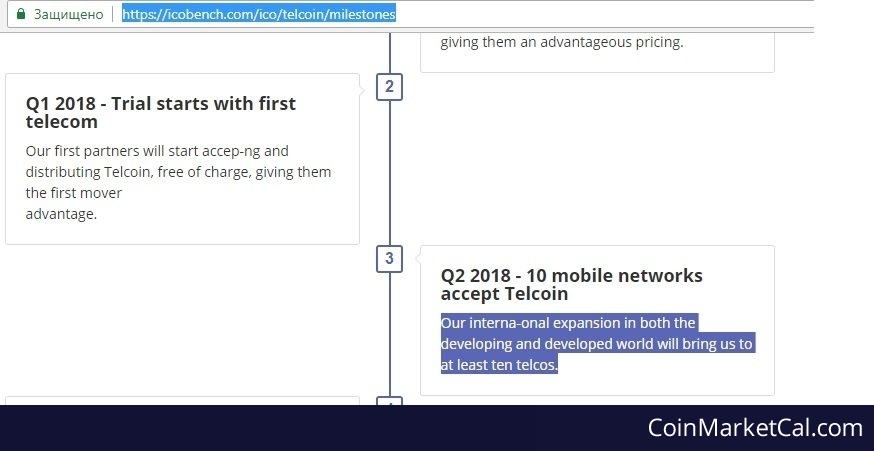 Защищено https://icobench.com/ico/telcoin/milestones
giving them an advantageous pricing.
2
Q1 2018 - Trial starts with first
telecom
Our first partners will start accep-ng and
distributing Telcoin, free of charge, giving them
the first mover
advantage.
3
Q2 2018 - 10 mobile networks
accept Telcoin
Our interna-onal expansion in both the
developing and developed world will bring us to
at least ten telcos.
CoinMarketCal.com